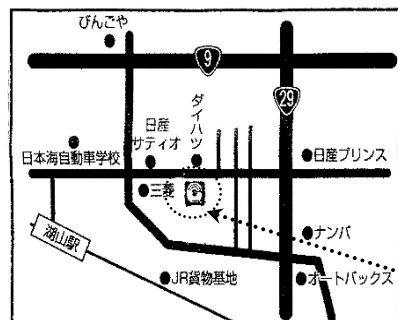 びんごや
9
29
ダイハツ
日産
サティオ
日本海自動車学校
日産プリンス
三菱
湖山駅
ナンバ
JR貨物基地
オートバックス